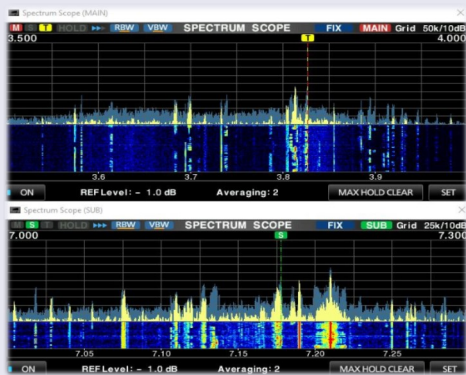 Spectrum Scope (MAIN)
M S T HOLD RBW VBW SPECTRUM SCOPE FIX MAIN Grid 50k/10dB
3.500 T 4.000
3.6 3.7 3.8 3.9
ON REF Level: - 1.0 dB Averaging: 2 MAX HOLD CLEAR SET
Spectrum Scope (SUB)
M S T HOLD RBW VBW SPECTRUM SCOPE FIX SUB Grid 25k/10dB
7.000 S 7.300
7.05 7.10 7.15 7.20 7.25
ON REF Level: - 1.0 dB Averaging: 2 MAX HOLD CLEAR SET